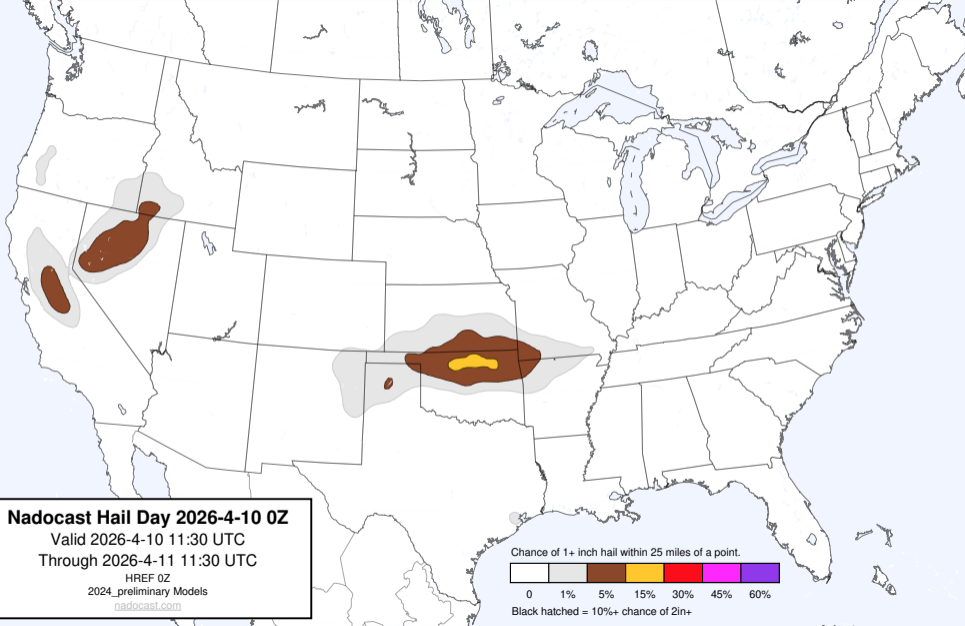 Nadocast Hail Day 2026-4-10 0Z
Valid 2026-4-10 11:30 UTC
Through 2026-4-11 11:30 UTC
HREF 0Z
2024_preliminary Models
nadocast.com
Chance of 1+ inch hail within 25 miles of a point.
0 1% 5% 15% 30% 45% 60%
Black hatched = 10%+ chance of 2in+